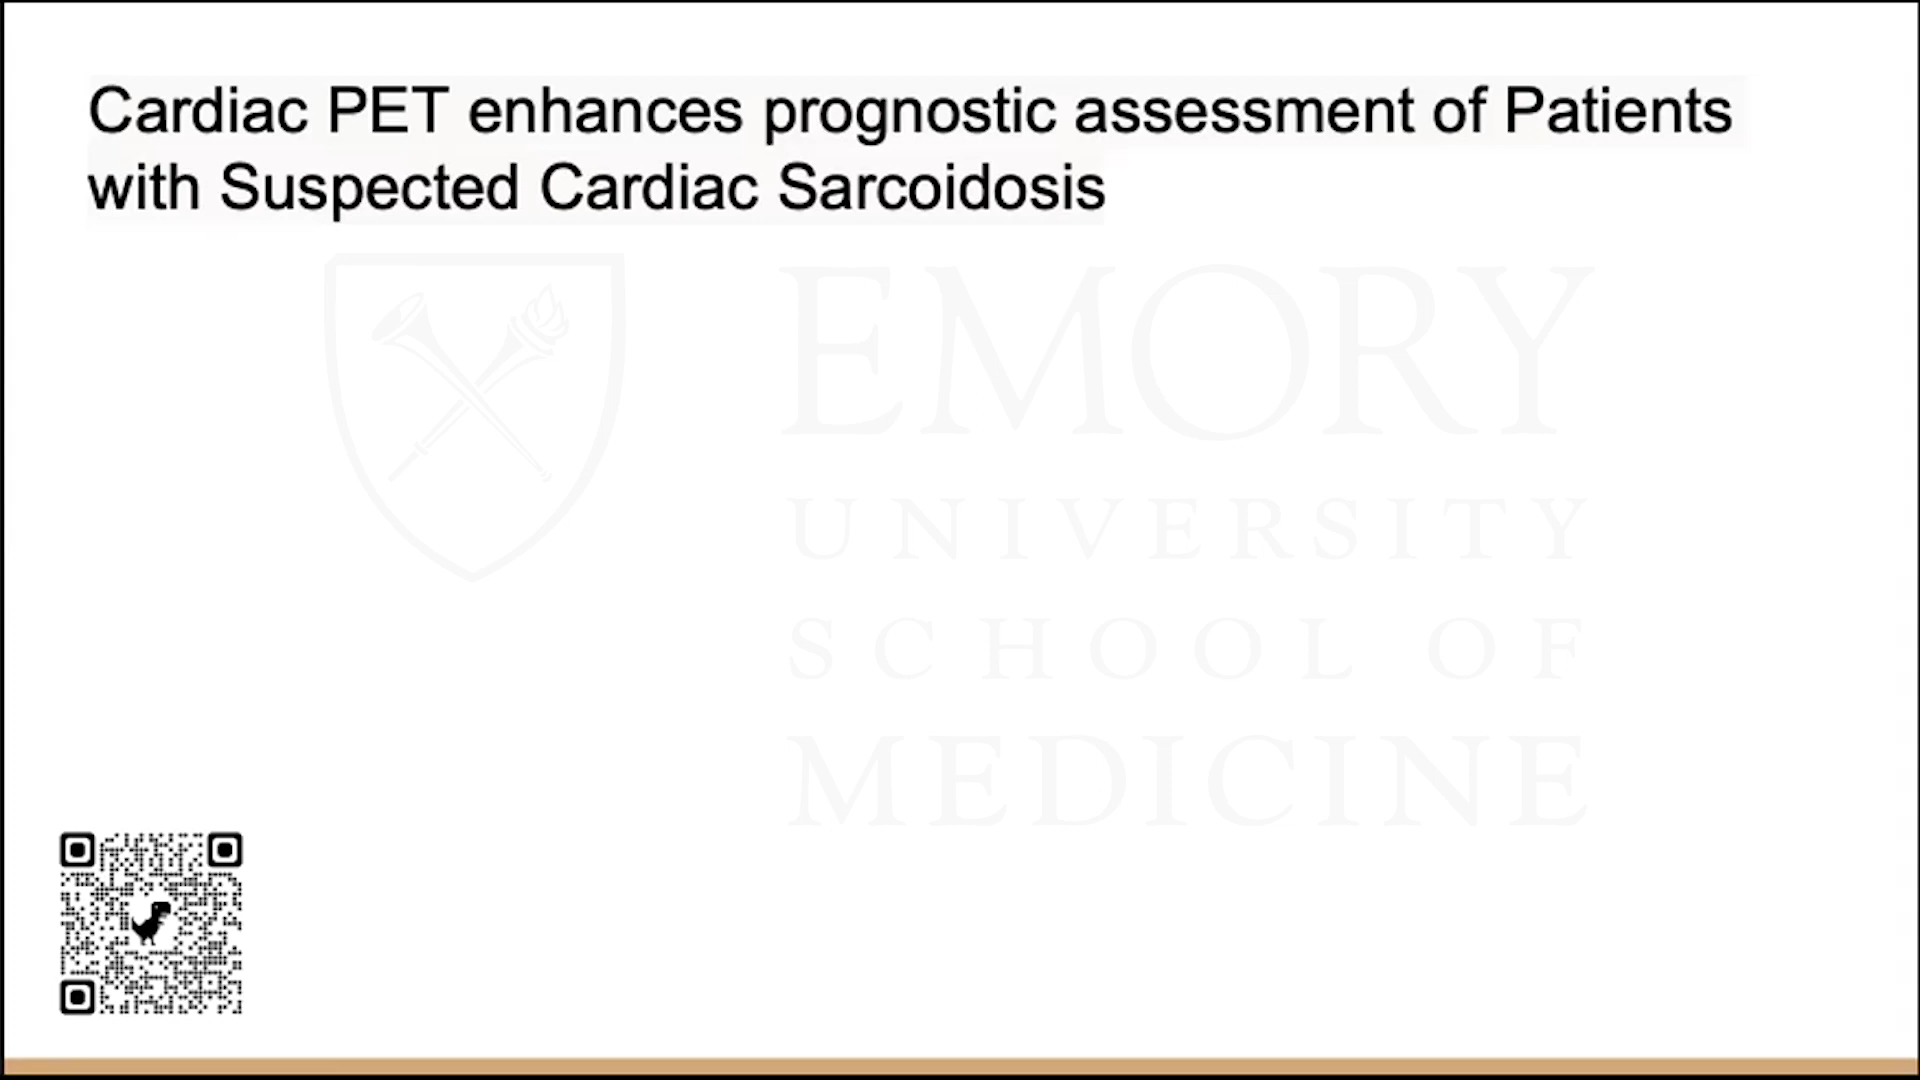 Cardiac PET enhances prognostic assessment of Patients
with Suspected Cardiac Sarcoidosis
EMORY
UNIVERSITY
SCHOOL OF
MEDICINE